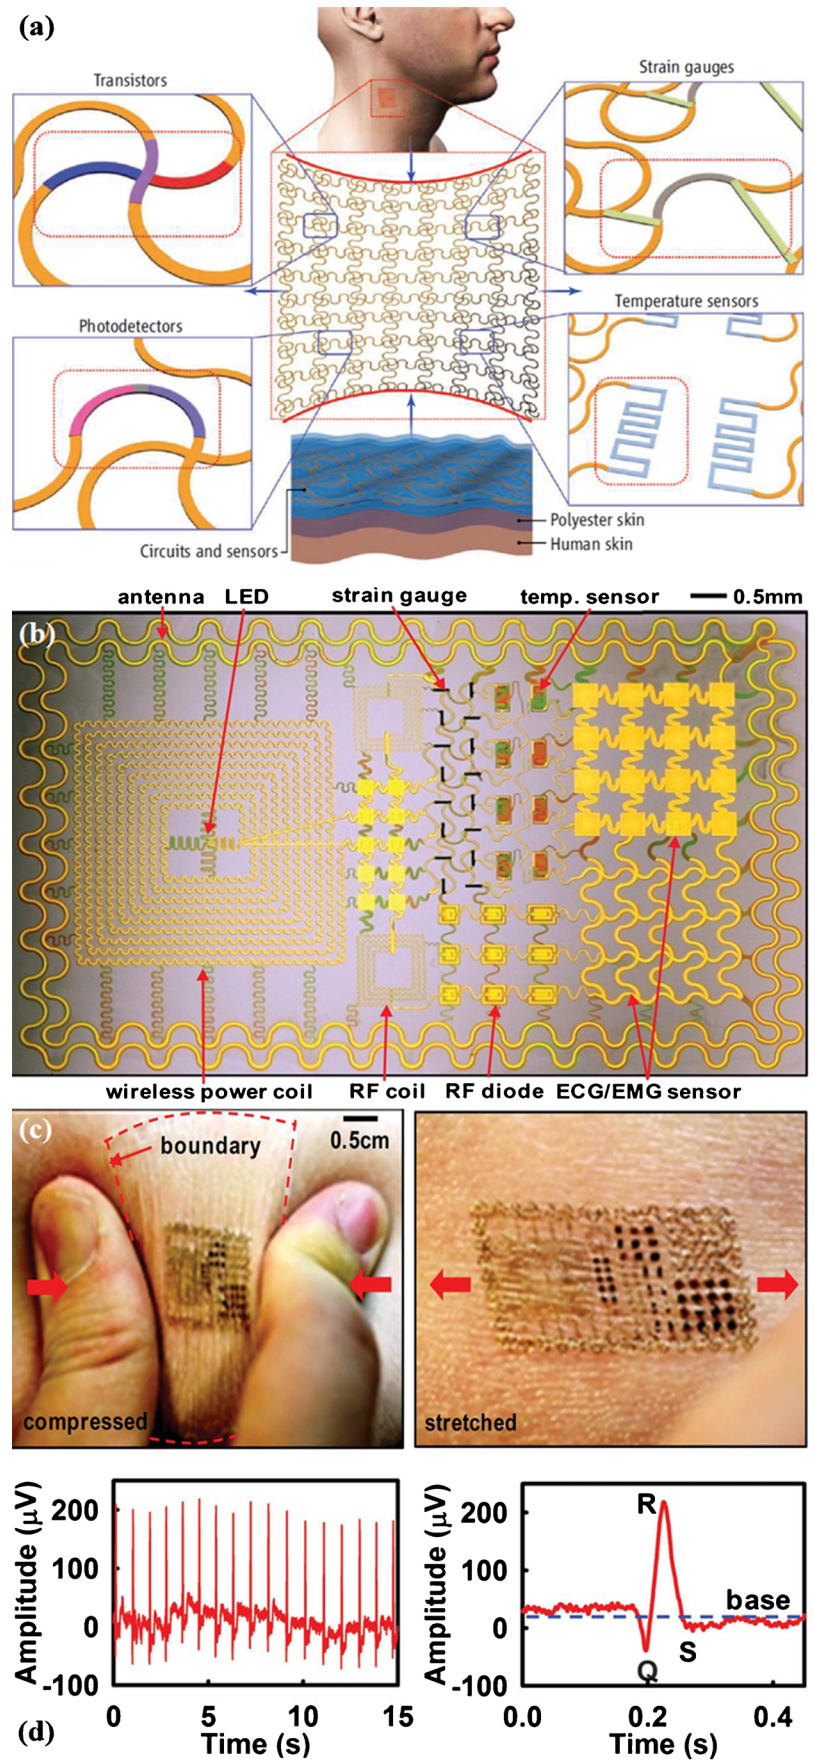 (a)
Transistors
Strain gauges
Photodetectors
Temperature sensors
Circuits and sensors
Polyester skin
Human skin
antenna LED strain gauge temp. sensor 0.5mm
(b)
wireless power coil RF coil RF diode ECG/EMG sensor
(c)
boundary
0.5cm
compressed
stretched
Amplitude (μV)
200
100
0
-100
0 5 10 15
Time (s)
Amplitude (μV)
200
100
0
-100
R
base
S
Q
0.0 0.2 0.4
Time (s)
(d)